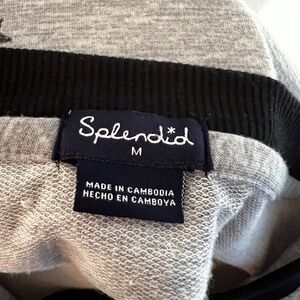 Splendid
M
MADE IN CAMBODIA
HECHO EN CAMBOYA